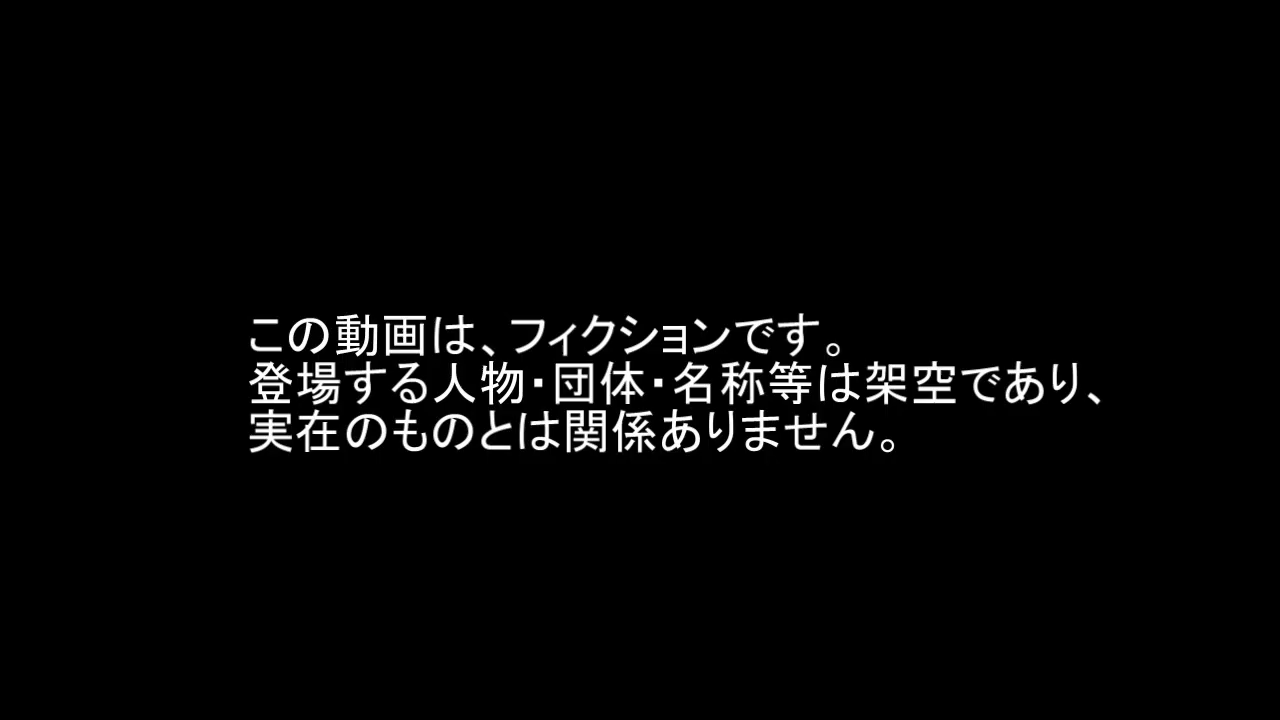 この動画は、フィクションです。
登場する人物・団体・名称等は架空であり、
実在のものとは関係ありません。